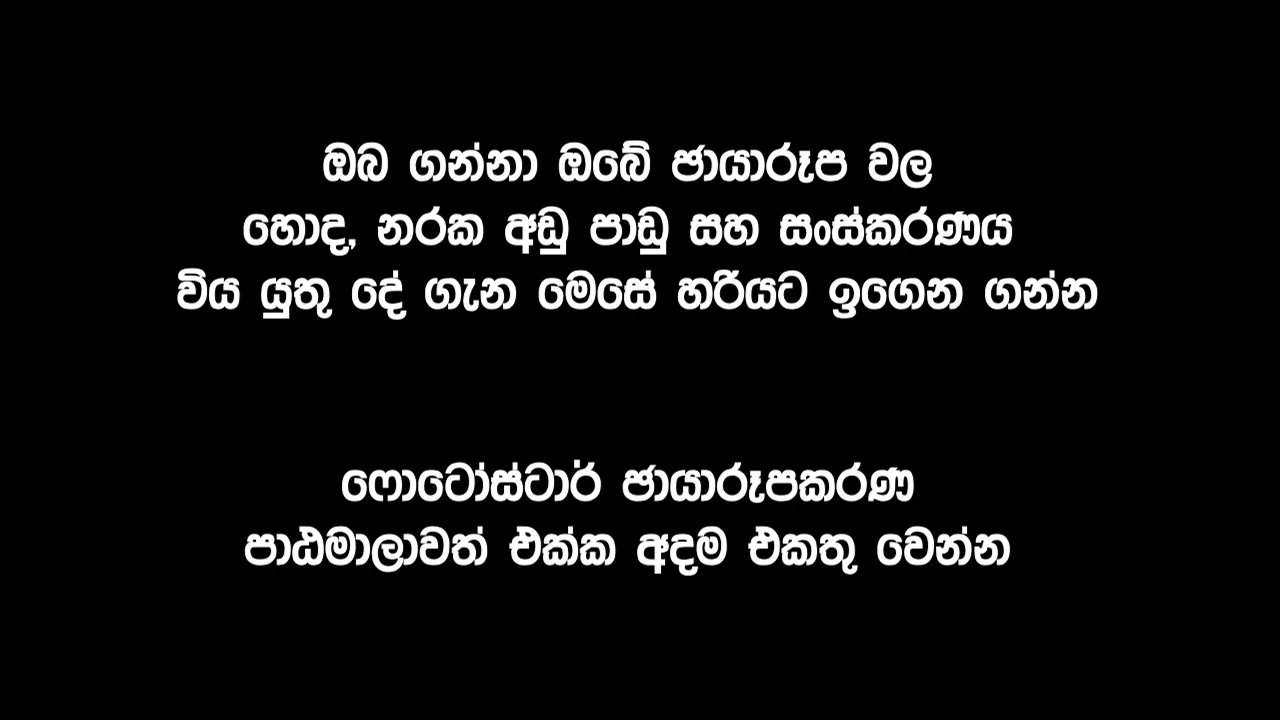 ඔබ ගන්නා ඔබේ ඡායාරූප වල
හොද, නරක අඩු පාඩු සහ සංස්කරණය
විය යුතු දේ ගැන මෙසේ හරියට ඉගෙන ගන්න
ෆොටෝස්ටාර් ඡායාරූපකරණ
පාඨමාලාවත් එක්ක අදම එකතු වෙන්න